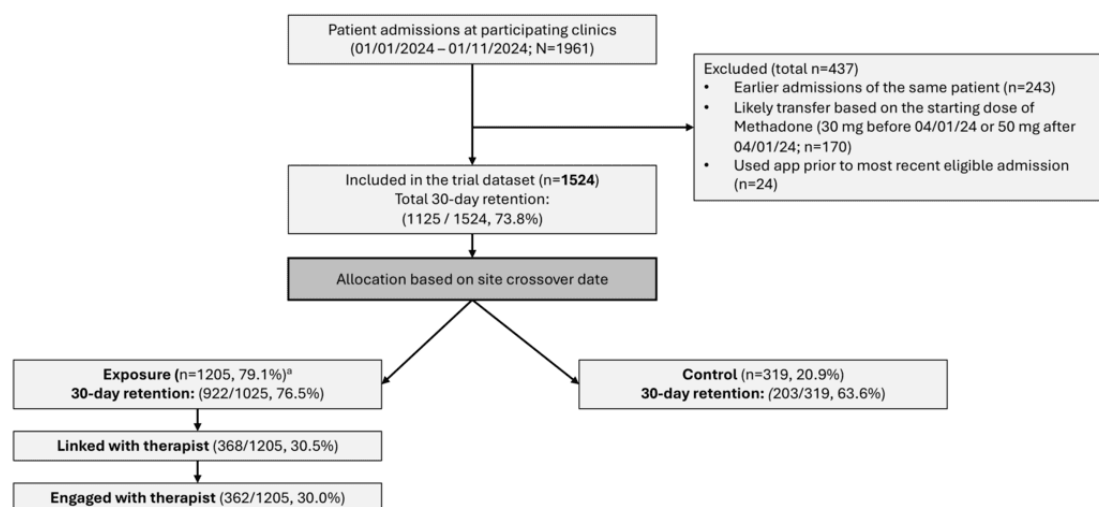 Patient admissions at participating clinics
(01/01/2024 – 01/11/2024; N=1961)
Excluded (total n=437)
• Earlier admissions of the same patient (n=243)
• Likely transfer based on the starting dose of
Methadone (30 mg before 04/01/24 or 50 mg after
04/01/24; n=170)
• Used app prior to most recent eligible admission
(n=24)
Included in the trial dataset (n=1524)
Total 30-day retention:
(1125 / 1524, 73.8%)
Allocation based on site crossover date
Exposure (n=1205, 79.1%)ᵃ
30-day retention: (922/1025, 76.5%)
Control (n=319, 20.9%)
30-day retention: (203/319, 63.6%)
Linked with therapist (368/1205, 30.5%)
Engaged with therapist (362/1205, 30.0%)